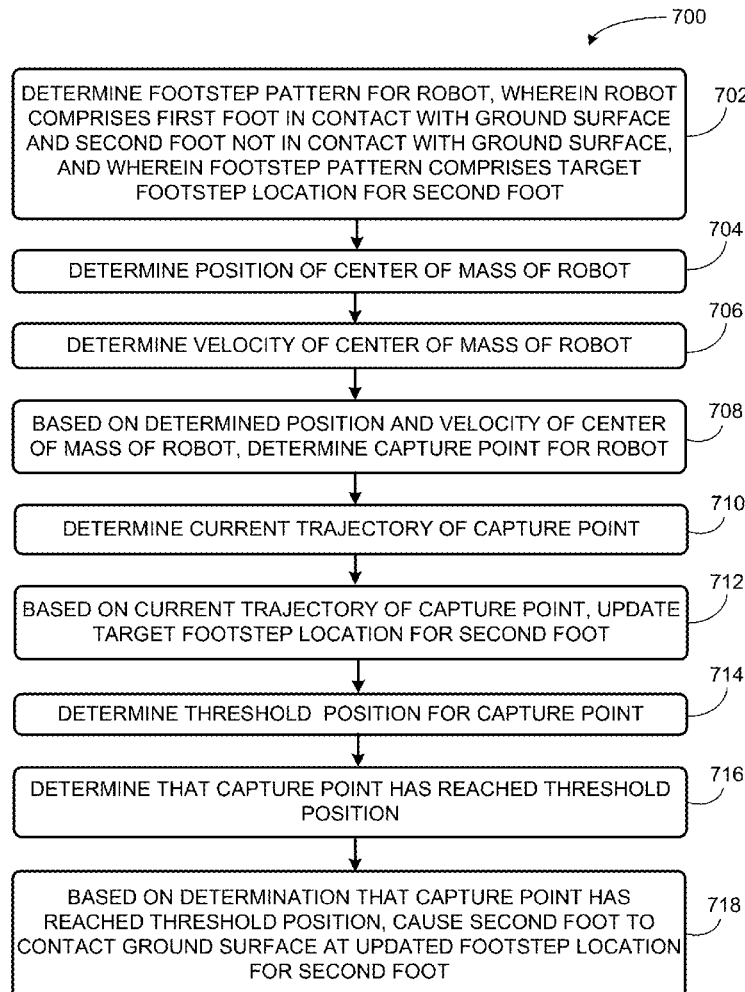 700
DETERMINE FOOTSTEP PATTERN FOR ROBOT, WHEREIN ROBOT
COMPRISES FIRST FOOT IN CONTACT WITH GROUND SURFACE
AND SECOND FOOT NOT IN CONTACT WITH GROUND SURFACE,
AND WHEREIN FOOTSTEP PATTERN COMPRISES TARGET
FOOTSTEP LOCATION FOR SECOND FOOT
702
704
DETERMINE POSITION OF CENTER OF MASS OF ROBOT
706
DETERMINE VELOCITY OF CENTER OF MASS OF ROBOT
BASED ON DETERMINED POSITION AND VELOCITY OF CENTER
OF MASS OF ROBOT, DETERMINE CAPTURE POINT FOR ROBOT
708
710
DETERMINE CURRENT TRAJECTORY OF CAPTURE POINT
712
BASED ON CURRENT TRAJECTORY OF CAPTURE POINT, UPDATE
TARGET FOOTSTEP LOCATION FOR SECOND FOOT
714
DETERMINE THRESHOLD POSITION FOR CAPTURE POINT
716
DETERMINE THAT CAPTURE POINT HAS REACHED THRESHOLD
POSITION
BASED ON DETERMINATION THAT CAPTURE POINT HAS
REACHED THRESHOLD POSITION, CAUSE SECOND FOOT TO
CONTACT GROUND SURFACE AT UPDATED FOOTSTEP LOCATION
FOR SECOND FOOT
718